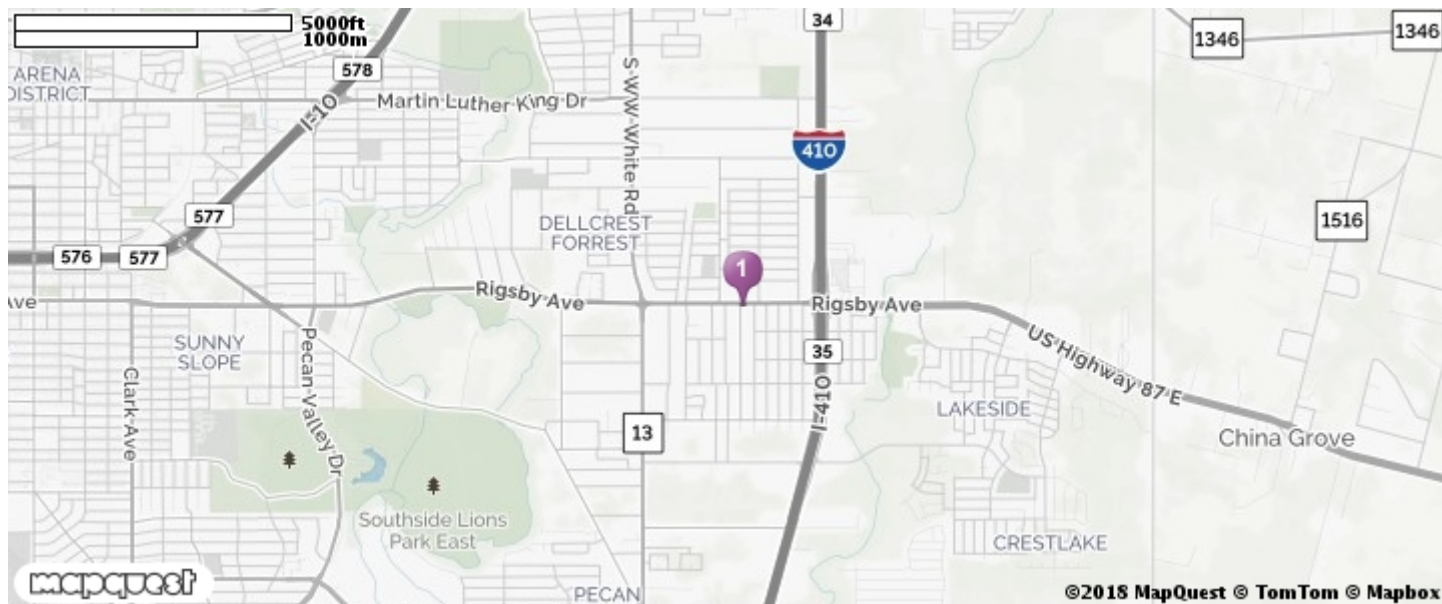 5000ft
1000m
34
1346
1346
578
ARENA
DISTRICT
Martin Luther King Dr
I-10
S-WW-White Rd
410
577
1516
DELLCREST
FORREST
576
577
1
Ave
Rigsby Ave
Rigsby Ave
SUNNY
SLOPE
Pecan-Valley Dr
35
US Highway 87 E
Clark Ave
I-410
LAKESIDE
13
China Grove
Southside Lions
Park East
CRESTLAKE
mapquest
PECAN
©2018 MapQuest © TomTom © Mapbox